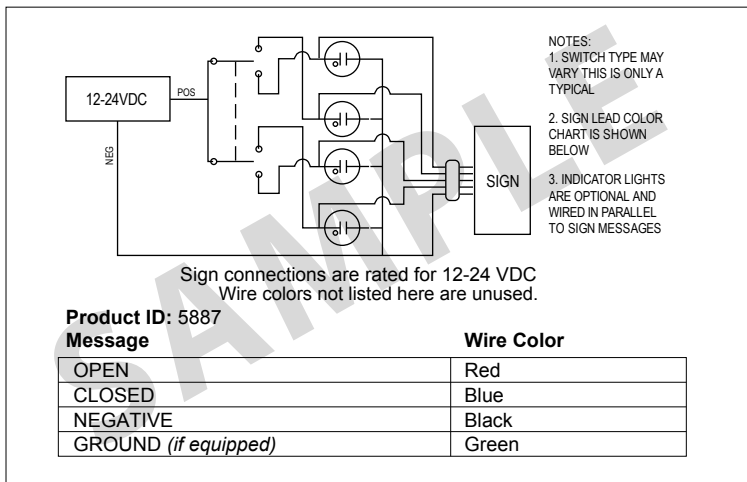 12-24VDC
POS
NEG
SIGN
NOTES:
1. SWITCH TYPE MAY
VARY THIS IS ONLY A
TYPICAL
2. SIGN LEAD COLOR
CHART IS SHOWN
BELOW
3. INDICATOR LIGHTS
ARE OPTIONAL AND
WIRED IN PARALLEL
TO SIGN MESSAGES
SAMPLE
Sign connections are rated for 12-24 VDC
Wire colors not listed here are unused.
Product ID: 5887
Message Wire Color
OPEN Red
CLOSED Blue
NEGATIVE Black
GROUND (if equipped) Green